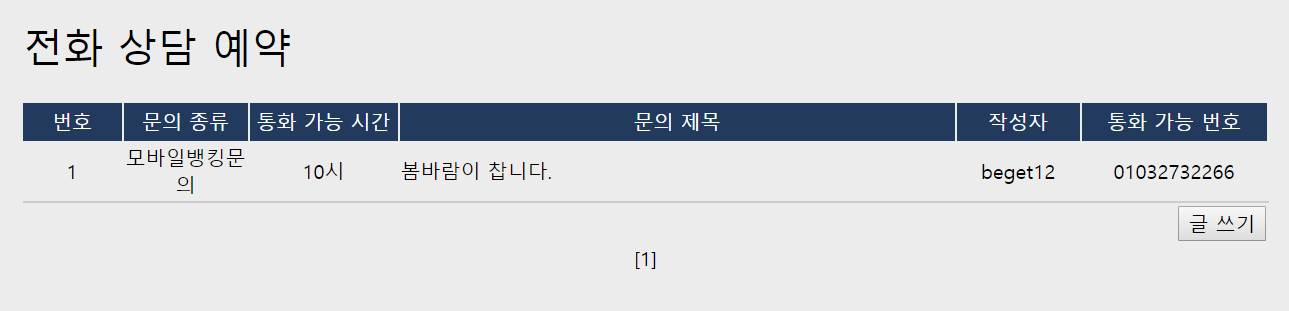 전화 상담 예약
번호 문의 종류 통화 가능 시간 문의 제목 작성자 통화 가능 번호
1 모바일뱅킹문의 10시 봄바람이 찹니다. beget12 01032732266
글 쓰기
[1]